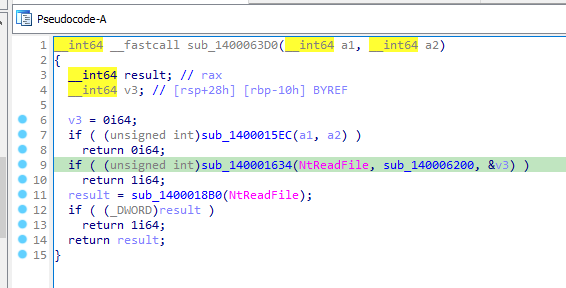 Pseudocode-A
1 __int64 __fastcall sub_1400063D0(__int64 a1, __int64 a2)
2 {
3 __int64 result; // rax
4 __int64 v3; // [rsp+28h] [rbp-10h] BYREF
5
6 v3 = 0i64;
7 if ( (unsigned int)sub_1400015EC(a1, a2) )
8 return 0i64;
9 if ( (unsigned int)sub_140001634(NtReadFile, sub_140006200, &v3) )
10 return 1i64;
11 result = sub_1400018B0(NtReadFile);
12 if ( (_DWORD)result )
13 return 1i64;
14 return result;
15 }